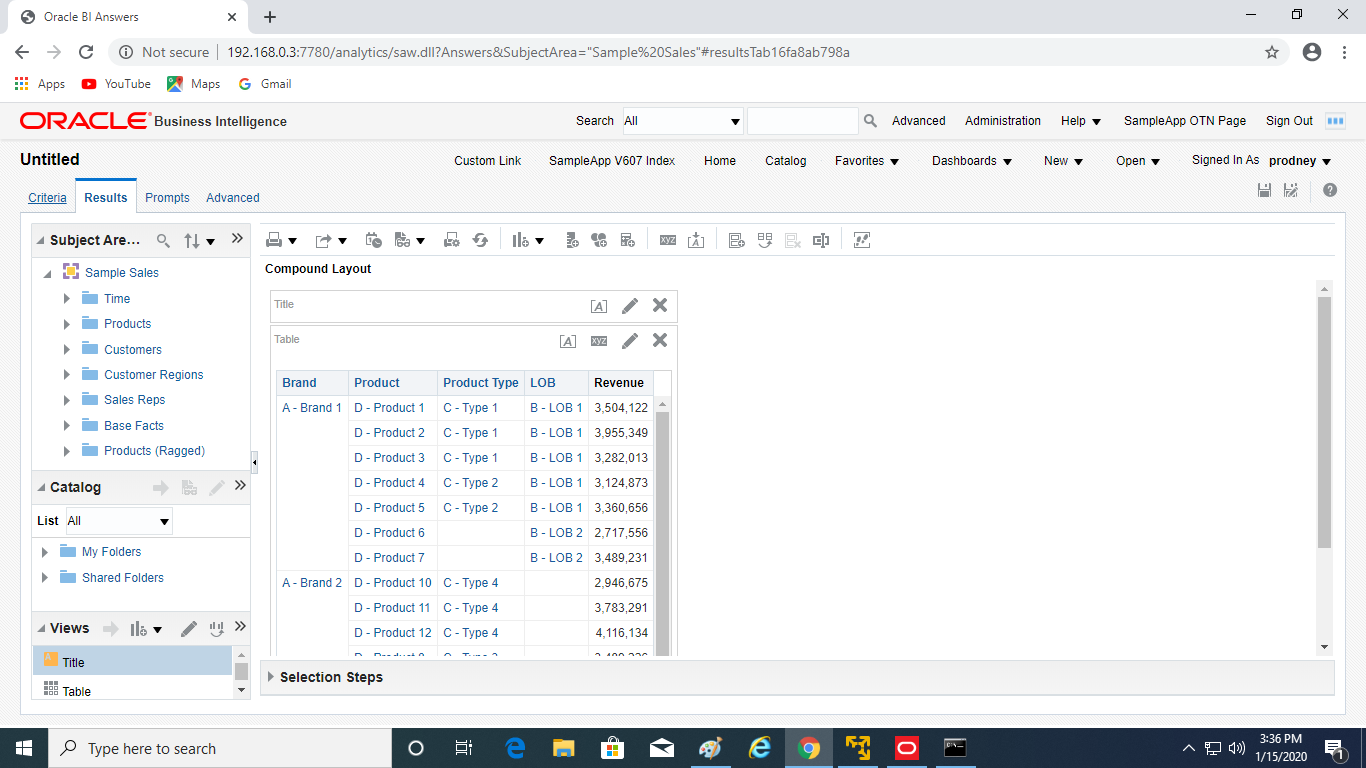 Oracle BI Answers
Not secure 192.168.0.3:7780/analytics/saw.dll?Answers&SubjectArea="Sample%20Sales"#resultsTab16fa8ab798a
Apps YouTube Maps Gmail
ORACLE Business Intelligence Search All Advanced Administration Help SampleApp OTN Page Sign Out
Untitled Custom Link SampleApp V607 Index Home Catalog Favorites Dashboards New Open Signed In As prodney
Criteria Results Prompts Advanced
Subject Are...
Sample Sales
Time
Products
Customers
Customer Regions
Sales Reps
Base Facts
Products (Ragged)
Catalog
List All
My Folders
Shared Folders
Views
Title
Table
Compound Layout
Title
Table
Brand Product Product Type LOB Revenue
A - Brand 1 D - Product 1 C - Type 1 B - LOB 1 3,504,122
D - Product 2 C - Type 1 B - LOB 1 3,955,349
D - Product 3 C - Type 1 B - LOB 1 3,282,013
D - Product 4 C - Type 2 B - LOB 1 3,124,873
D - Product 5 C - Type 2 B - LOB 1 3,360,656
D - Product 6 B - LOB 2 2,717,556
D - Product 7 B - LOB 2 3,489,231
A - Brand 2 D - Product 10 C - Type 4 2,946,675
D - Product 11 C - Type 4 3,783,291
D - Product 12 C - Type 4 4,116,134
Selection Steps
Type here to search
3:36 PM
1/15/2020
1